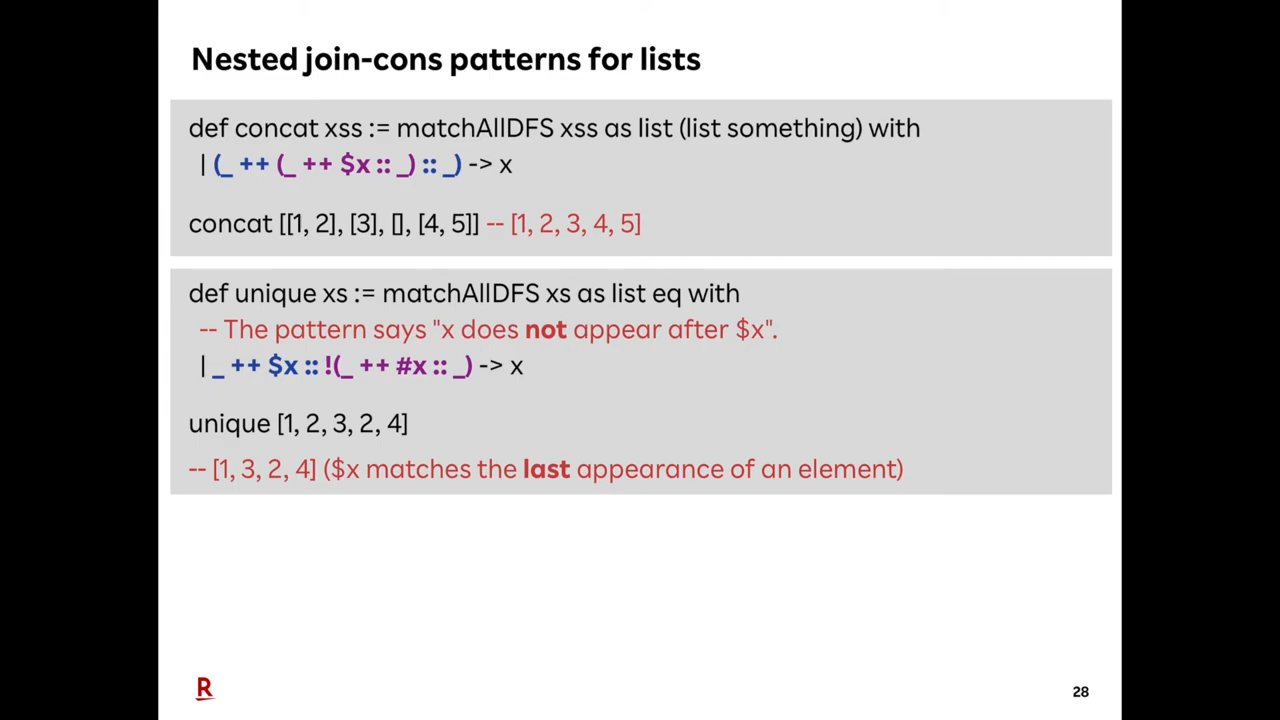 Nested join-cons patterns for lists
def concat xss := matchAllDFS xss as list (list something) with
| (_ ++ (_ ++ $x :: _) :: _) -> x
concat [[1, 2], [3], [], [4, 5]] -- [1, 2, 3, 4, 5]
def unique xs := matchAllDFS xs as list eq with
-- The pattern says "x does not appear after $x".
| _ ++ $x :: !(_ ++ #x :: _) -> x
unique [1, 2, 3, 2, 4]
-- [1, 3, 2, 4] ($x matches the last appearance of an element)
R
28